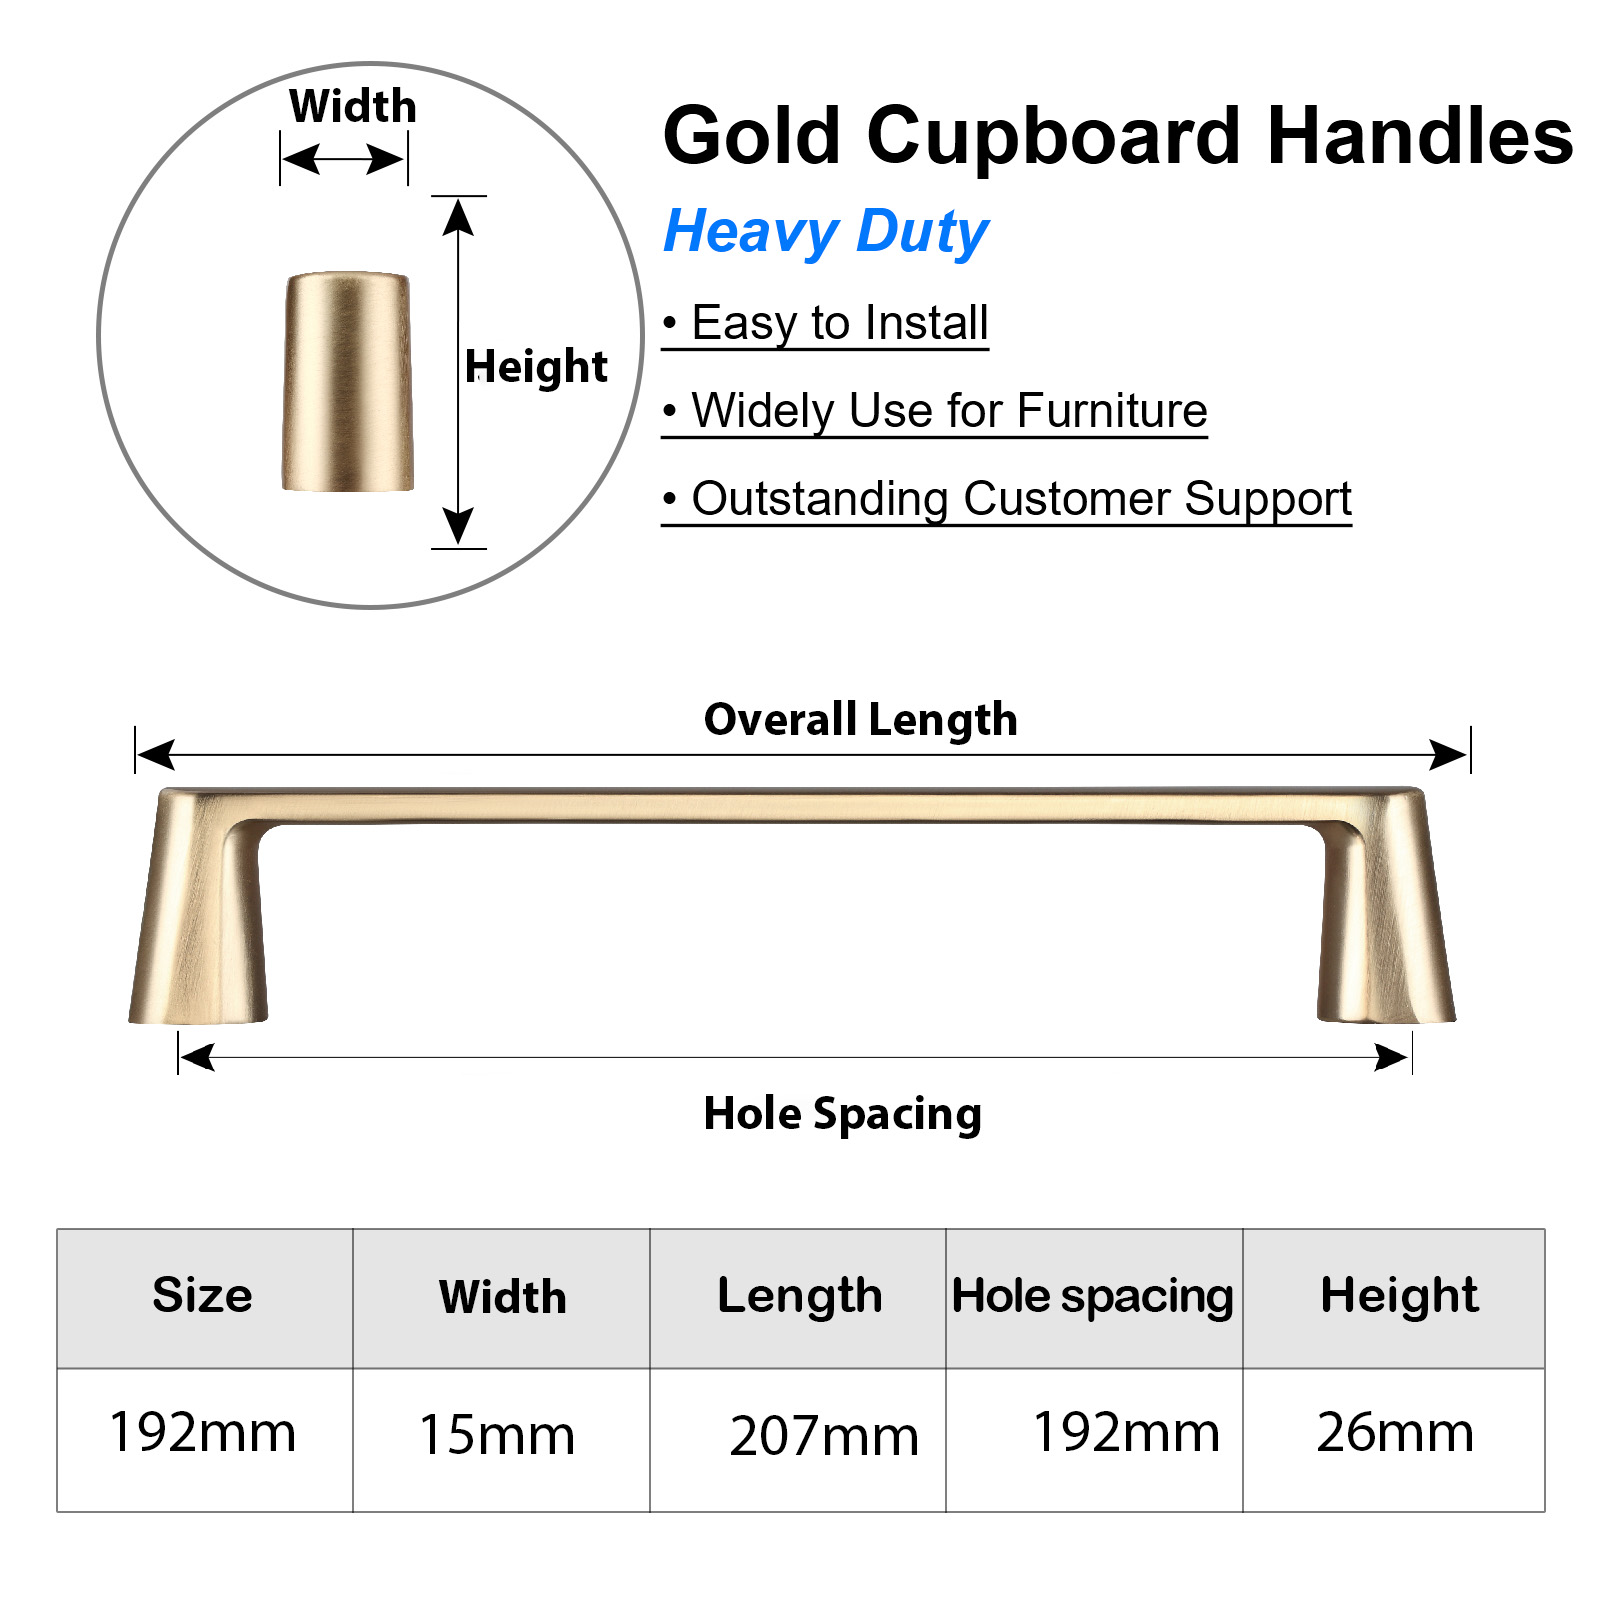 Width
Height
Gold Cupboard Handles
Heavy Duty
• Easy to Install
• Widely Use for Furniture
• Outstanding Customer Support
Overall Length
Hole Spacing
Size Width Length Hole spacing Height
192mm 15mm 207mm 192mm 26mm